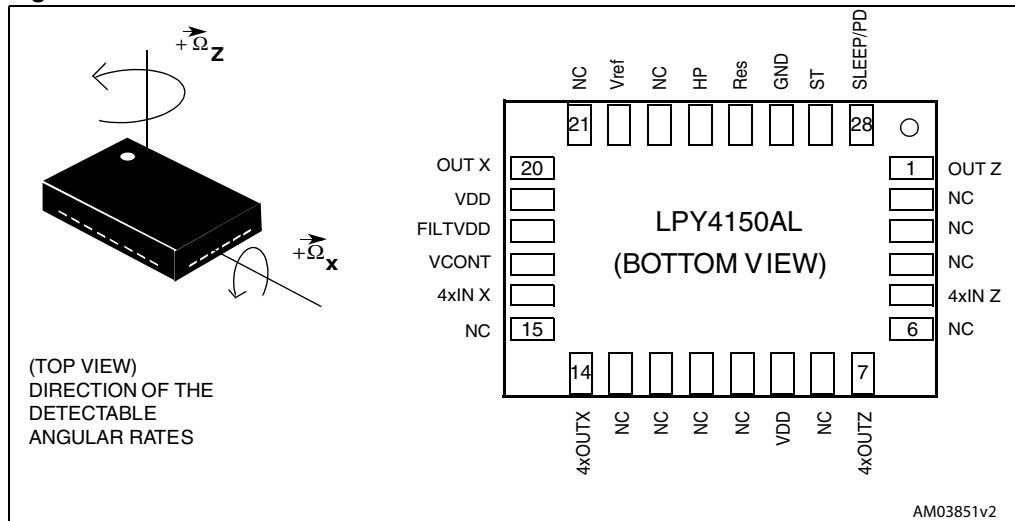 +Ω Z
+Ω x
(TOP VIEW)
DIRECTION OF THE
DETECTABLE
ANGULAR RATES
NC
Vref
NC
HP
Res
GND
ST
SLEEP/PD
21
28
OUT X
20
1
OUT Z
VDD
NC
FILTVDD
NC
VCONT
NC
4xIN X
4xIN Z
NC
15
6
NC
LPY4150AL
(BOTTOM VIEW)
14
7
4xOUTX
NC
NC
NC
NC
VDD
NC
4xOUTZ
AM03851v2